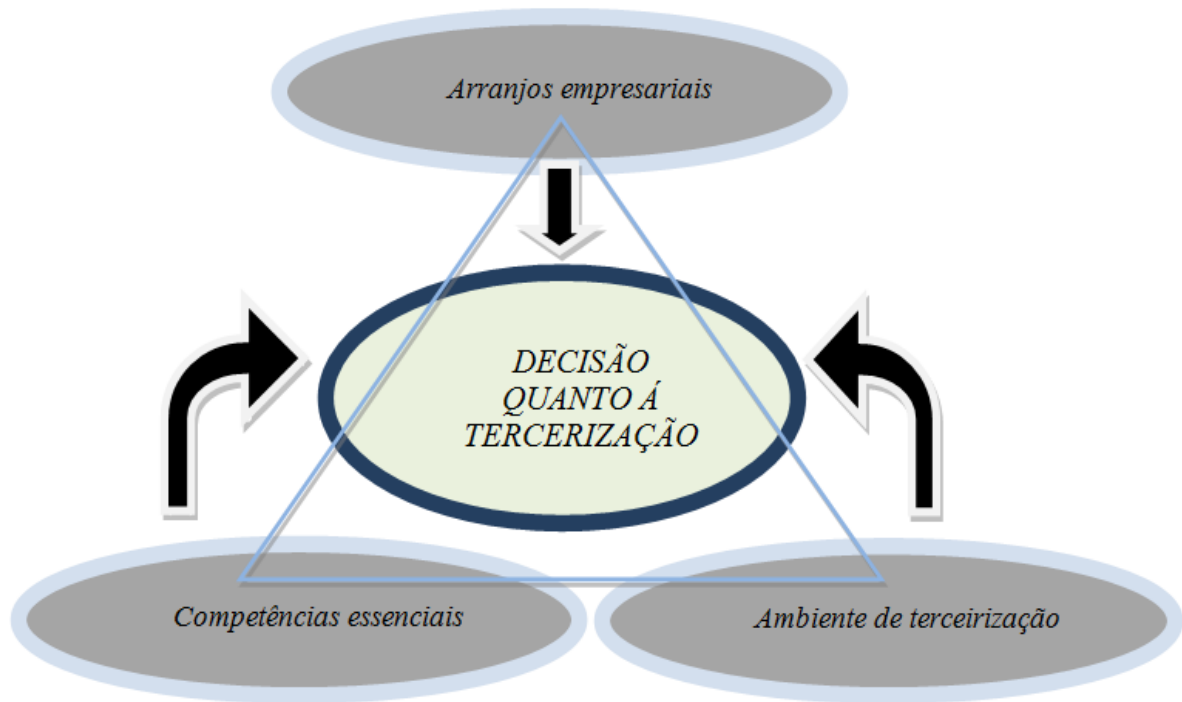 Arranjos empresariais
DECISÃO
QUANTO Á
TERCERIZAÇÃO
Competências essenciais
Ambiente de terceirização